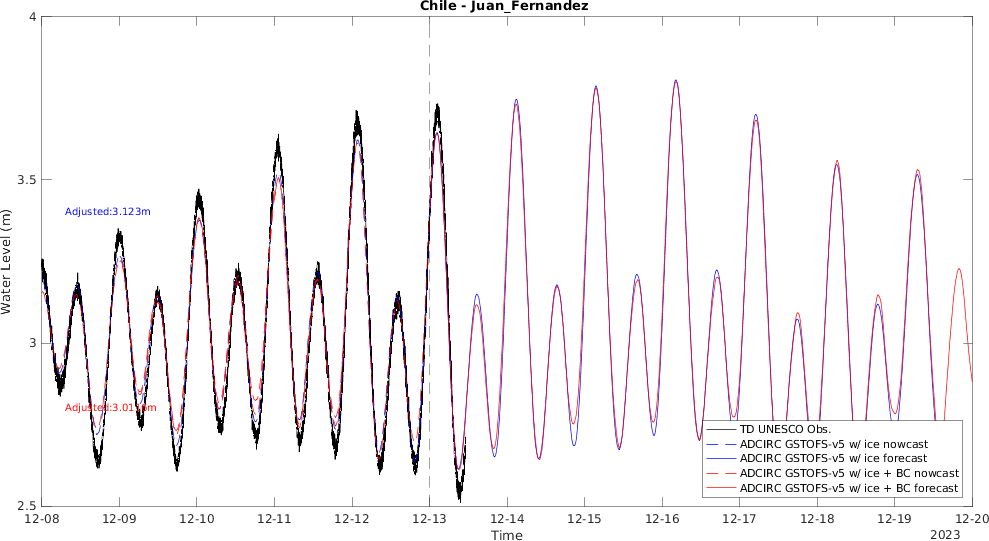 Chile - Juan_Fernandez
Water Level (m)
4
3.5
3
2.5
Adjusted:3.123m
TD UNESCO Obs.
ADCIRC GSTOFS-v5 w/ ice nowcast
ADCIRC GSTOFS-v5 w/ ice forecast
ADCIRC GSTOFS-v5 w/ ice + BC nowcast
ADCIRC GSTOFS-v5 w/ ice + BC forecast
12-08 12-09 12-10 12-11 12-12 12-13 12-14 12-15 12-16 12-17 12-18 12-19 12-20
Time
2023